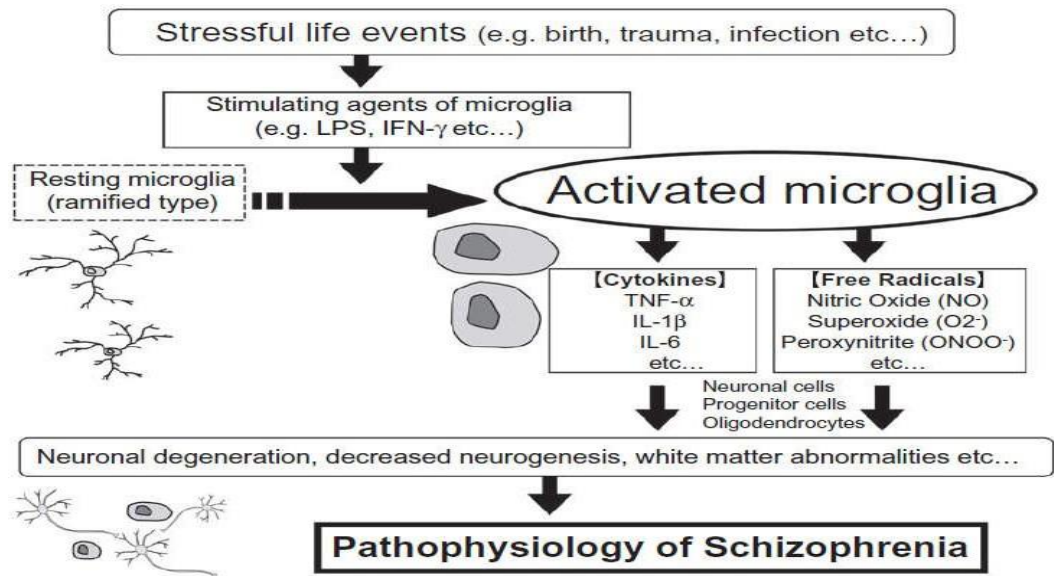 Stressful life events (e.g. birth, trauma, infection etc…)
Stimulating agents of microglia
(e.g. LPS, IFN-γ etc…)
Resting microglia
(ramified type)
Activated microglia
【Cytokines】
TNF-α
IL-1β
IL-6
etc…
【Free Radicals】
Nitric Oxide (NO)
Superoxide (O2⁻)
Peroxynitrite (ONOO⁻)
etc…
Neuronal cells
Progenitor cells
Oligodendrocytes
Neuronal degeneration, decreased neurogenesis, white matter abnormalities etc…
Pathophysiology of Schizophrenia